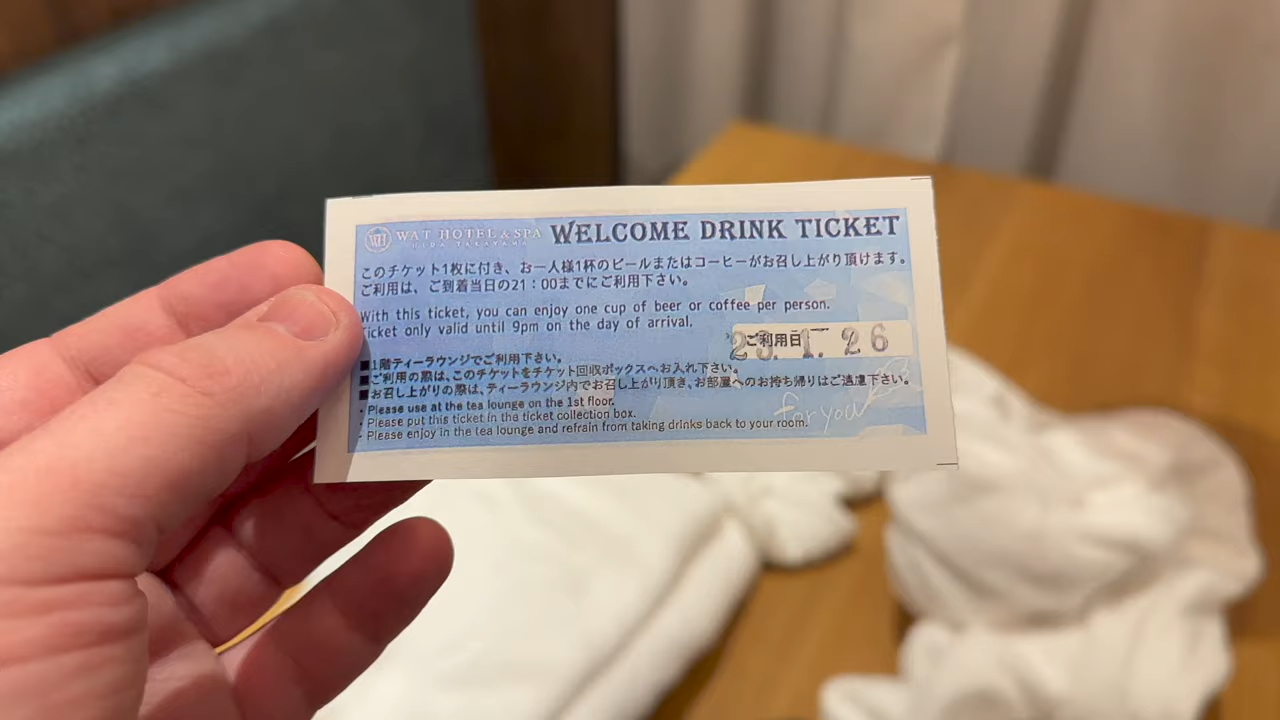 WAT HOTEL & SPA
HIDA TAKAYAMA
WELCOME DRINK TICKET
このチケット1枚に付き、お一人様1杯のビールまたはコーヒーがお召し上がり頂けます。
ご利用は、ご到着当日の21：00までにご利用下さい。
With this ticket, you can enjoy one cup of beer or coffee per person.
Ticket only valid until 9pm on the day of arrival.
ご利用日
23. 1. 26
■1階ティーラウンジでご利用下さい。
■ご利用の際は、このチケットをチケット回収ボックスへお入れ下さい。
■お召し上がりの際は、ティーラウンジ内でお召し上がり頂き、お部屋へのお持ち帰りはご遠慮下さい。
- Please use at the tea lounge on the 1st floor.
- Please put this ticket in the ticket collection box.
- Please enjoy in the tea lounge and refrain from taking drinks back to your room.
for you